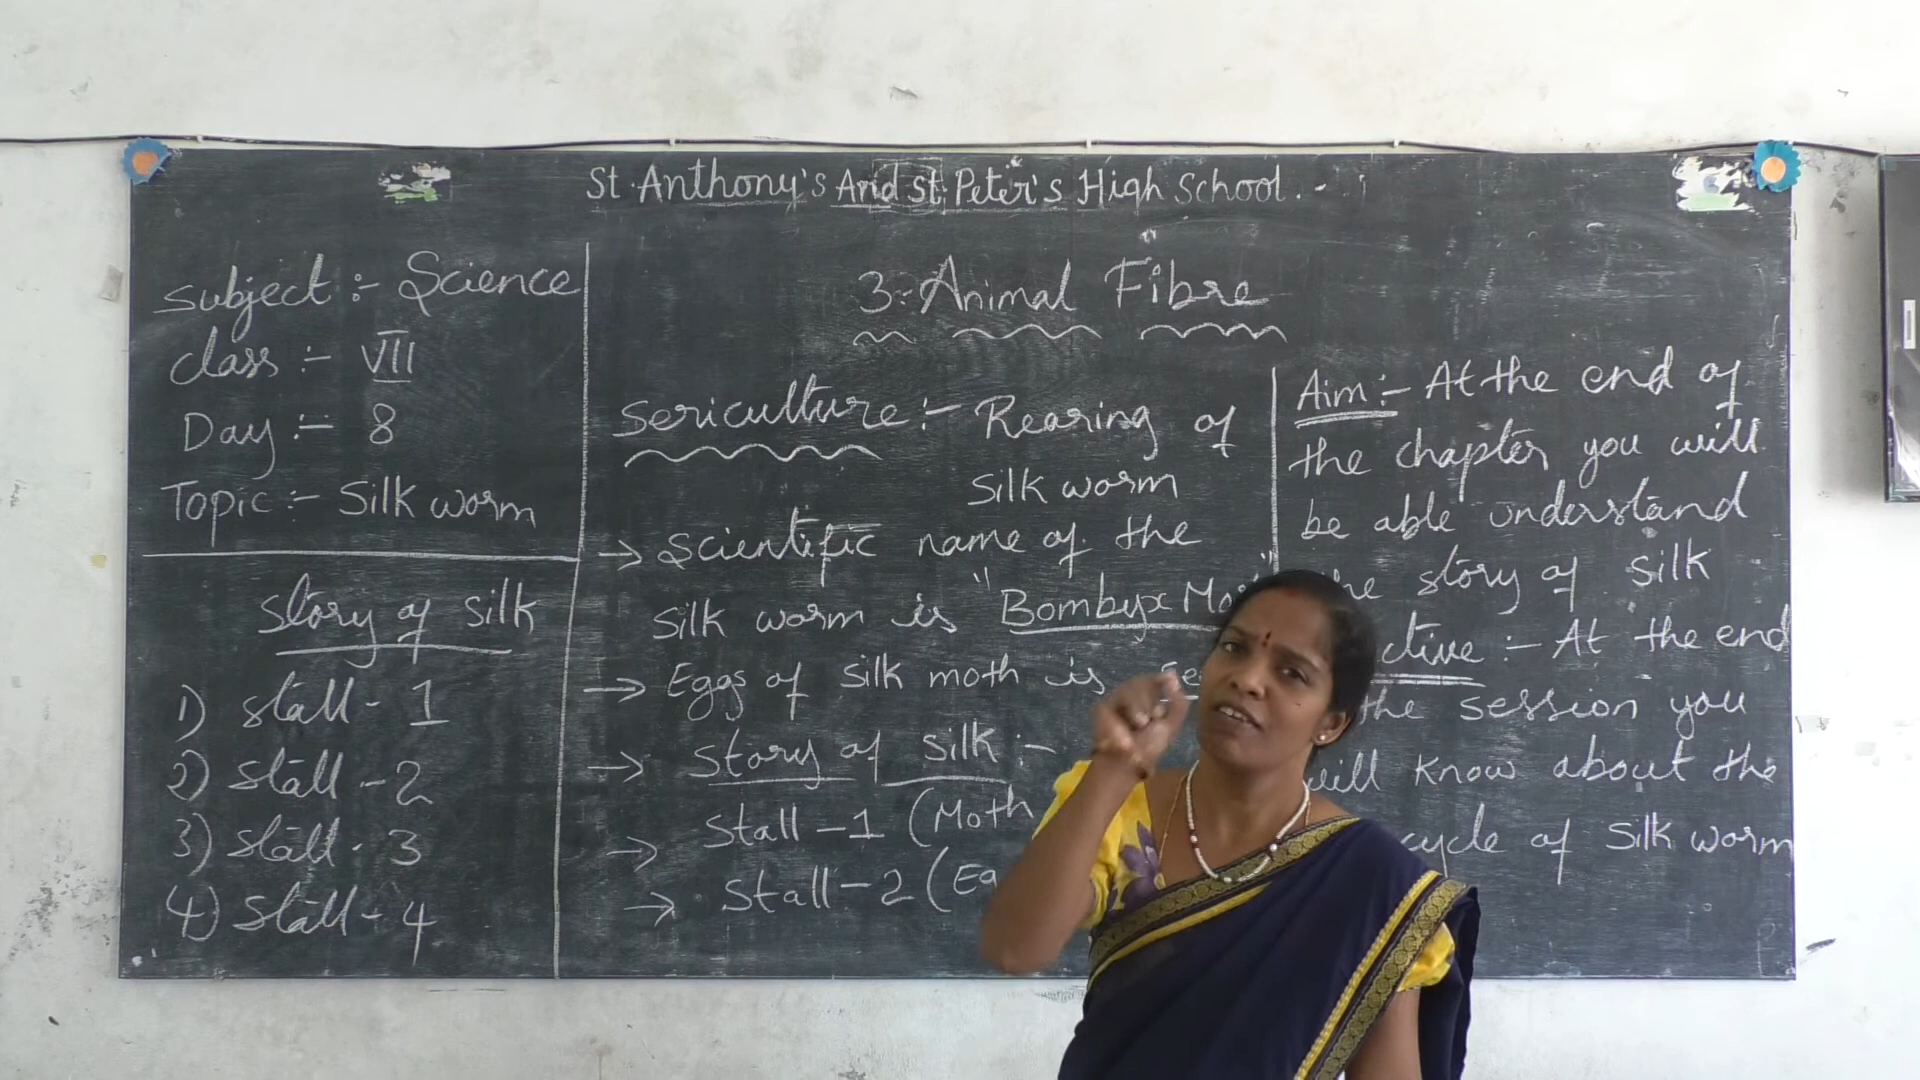 St. Anthony's And St. Peter's High School.
Subject :- Science
Class :- VII
Day :- 8
Topic :- Silk worm
Story of silk
1) Stall - 1
2) Stall - 2
3) Stall - 3
4) Stall - 4
3:- Animal Fibre
Sericulture :- Rearing of
Silk worm
→ Scientific name of the
silk worm is "Bombyx
→ Eggs of silk moth is
→ Story of silk :-
→ Stall - 1 (Moth
→ Stall - 2 (
Aim :- At the end of
the chapter you will
be able understand
story of silk
:- At the end
the session you
will know about the
cycle of silk worm